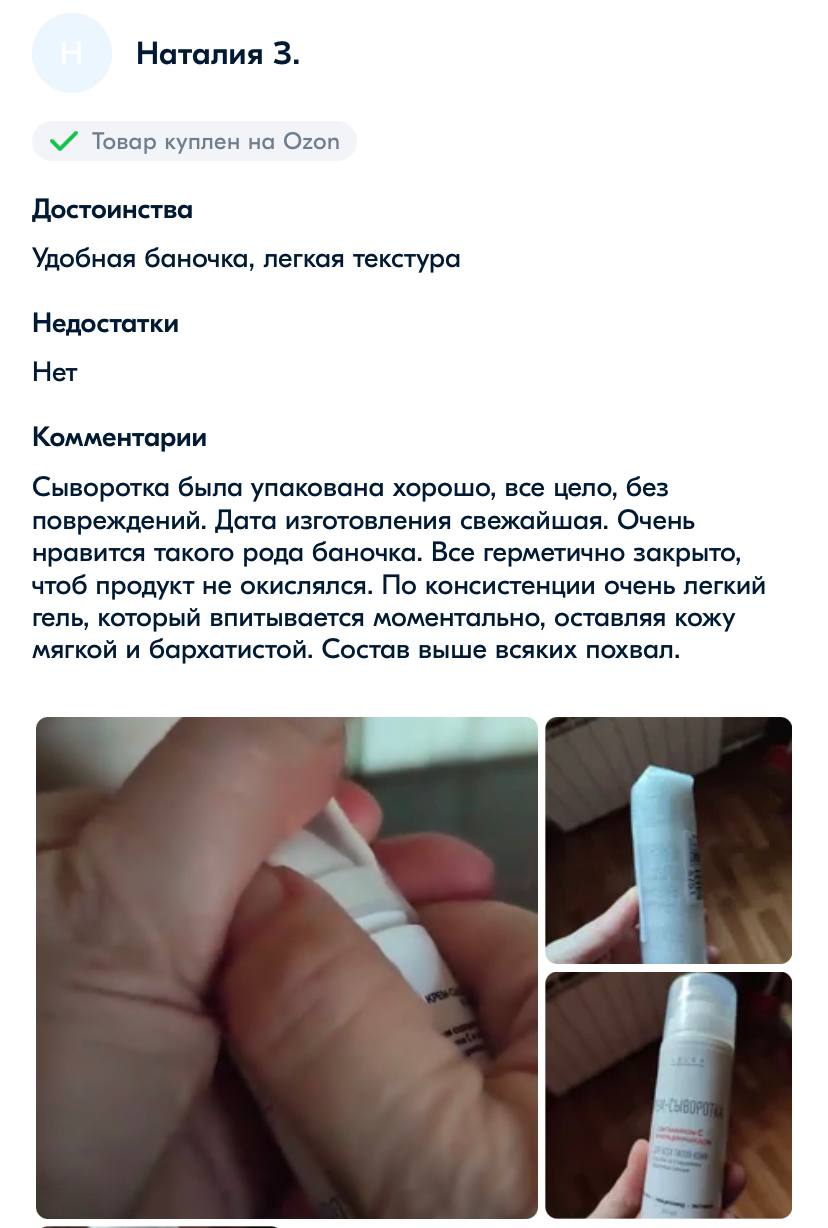 Н
Наталия З.
Товар куплен на Ozon
Достоинства
Удобная баночка, легкая текстура
Недостатки
Нет
Комментарии
Сыворотка была упакована хорошо, все цело, без
повреждений. Дата изготовления свежайшая. Очень
нравится такого рода баночка. Все герметично закрыто,
чтоб продукт не окислялся. По консистенции очень легкий
гель, который впитывается моментально, оставляя кожу
мягкой и бархатистой. Состав выше всяких похвал.
КРЕМ-С
-СЫВОРОТКА
ВИТАМИНОМ С